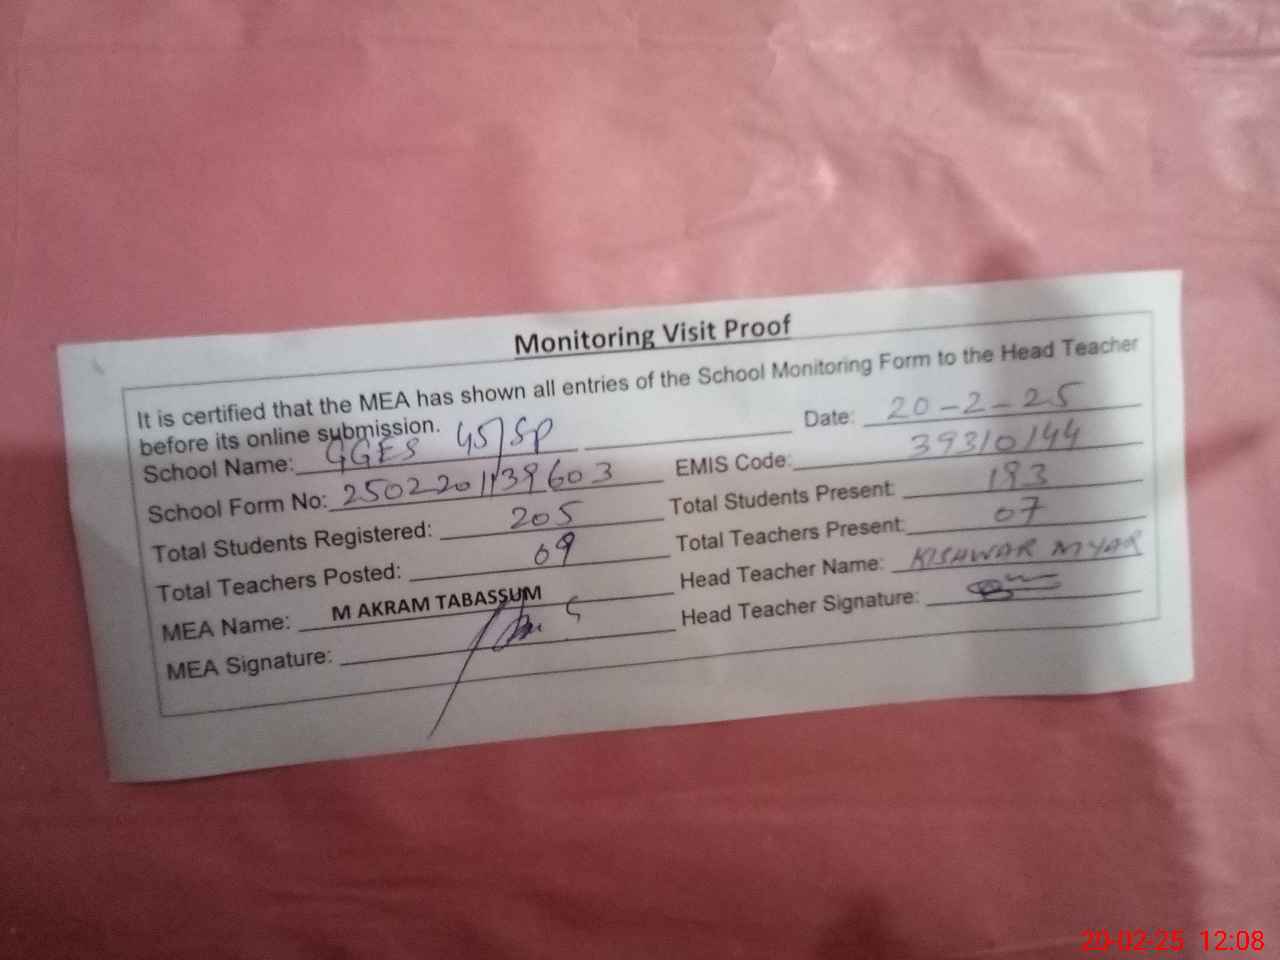 Monitoring Visit Proof
It is certified that the MEA has shown all entries of the School Monitoring Form to the Head Teacher
before its online submission.
Date: 20-2-25
School Name: GGES 45/SP
EMIS Code: 39310144
School Form No: 2502201139603
Total Students Present: 193
Total Students Registered: 205
Total Teachers Present: 07
Total Teachers Posted: 09
Head Teacher Name: KISHWAR
MEA Name: M AKRAM TABASSUM
Head Teacher Signature:
MEA Signature:
20-02-25 12:08